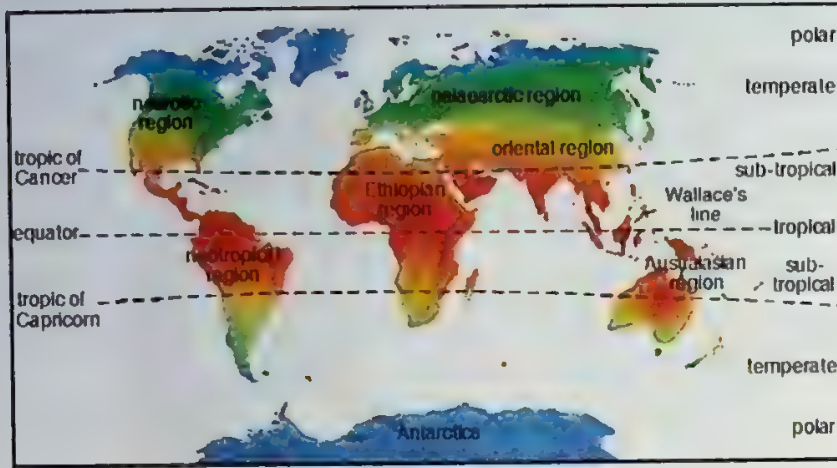 polar
temperate
nearctic
region
palaearctic region
oriental region
tropic of
Cancer
sub-tropical
Ethiopian
region
Wallace's
line
equator
tropical
neotropical
region
Australasian
region
sub-
tropical
tropic of
Capricorn
temperate
Antarctica
polar